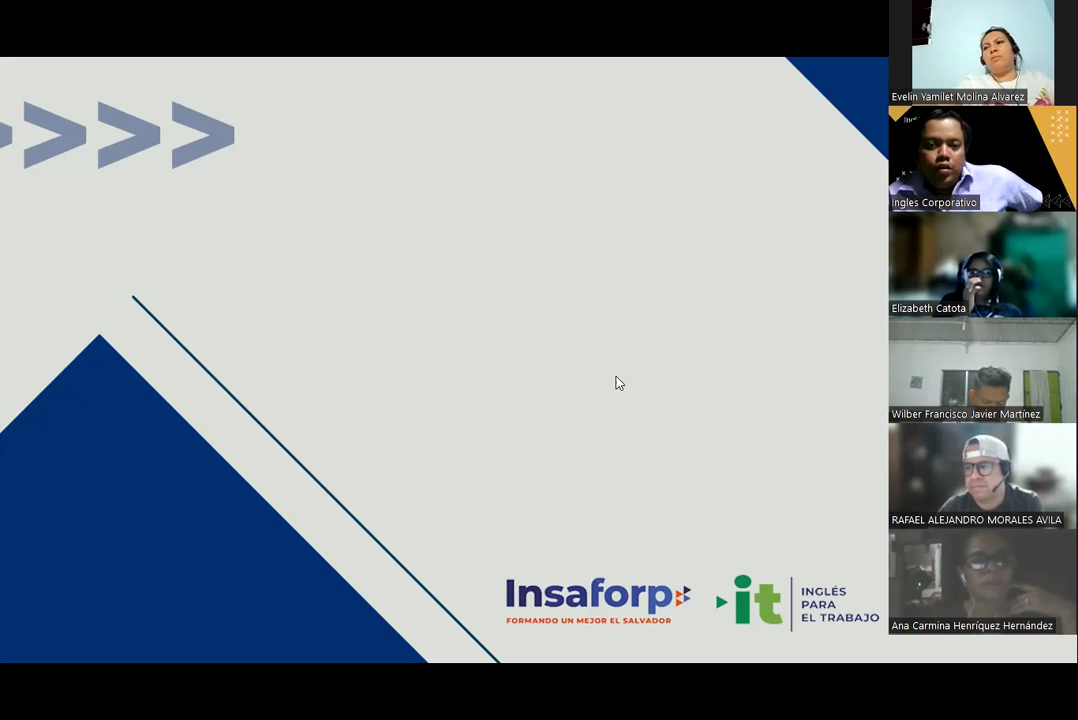 Evelin Yamilet Molina Alvarez
Ingles Corporativo
Elizabeth Catota
Wilber Francisco Javier Martínez
RAFAEL ALEJANDRO MORALES AVILA
Ana Carmina Henríquez Hernández
Insaforp
FORMANDO UN MEJOR EL SALVADOR
it
INGLÉS
PARA
EL TRABAJO